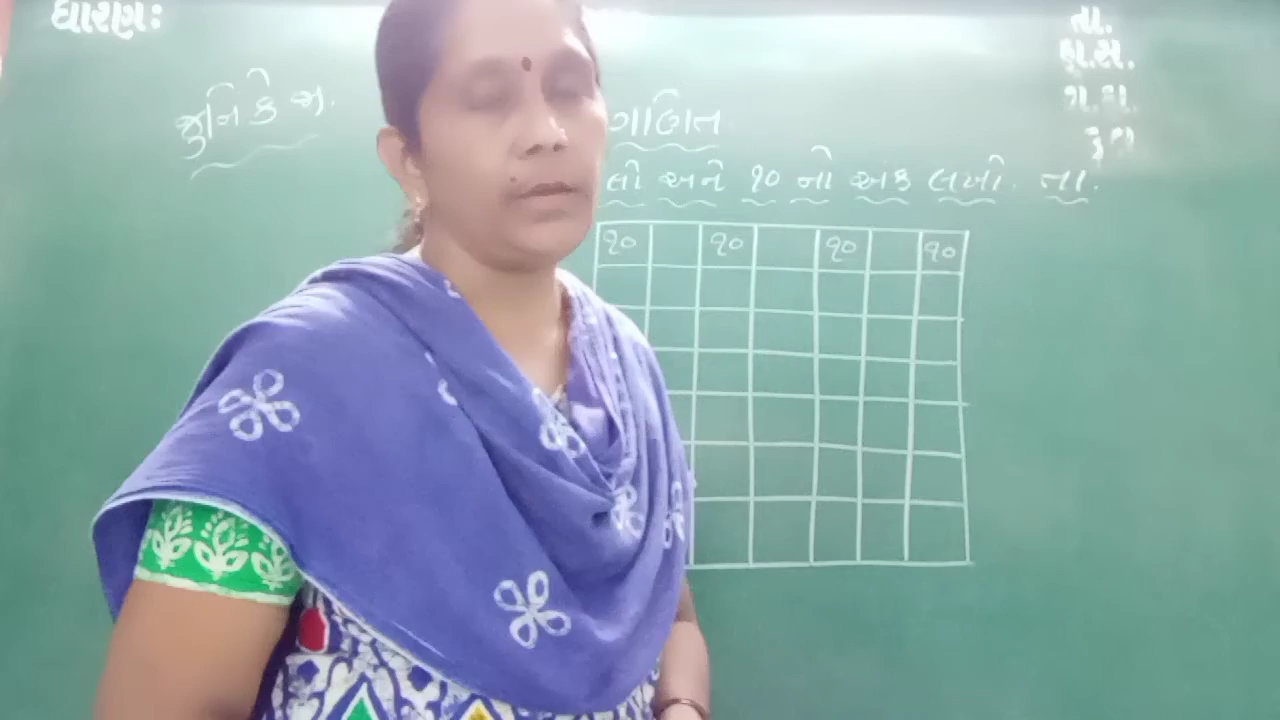 ધોરણઃ
તા.
જુનિ કે જી.
ગણિત
અને ૧૦ નો અંક લખો. તા.
૧૦ ૧૦ ૧૦ ૧૦